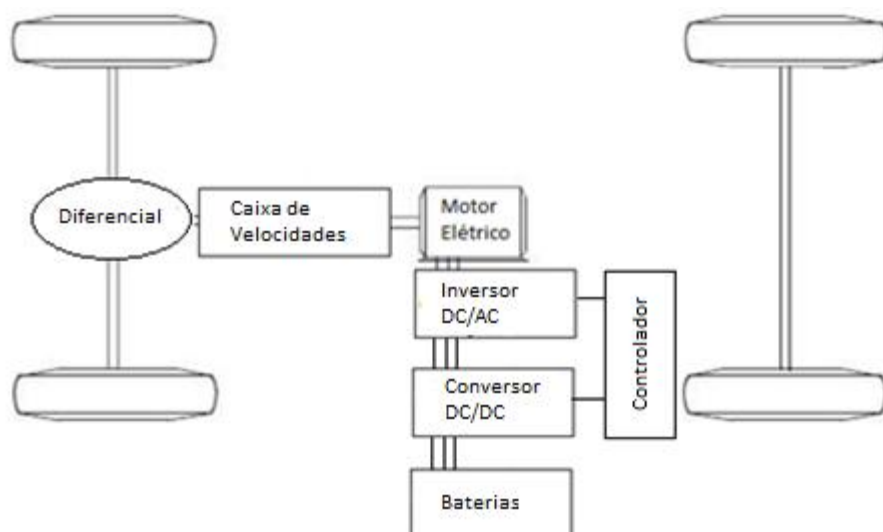 Diferencial
Caixa de
Velocidades
Motor
Elétrico
Inversor
DC/AC
Conversor
DC/DC
Controlador
Baterias